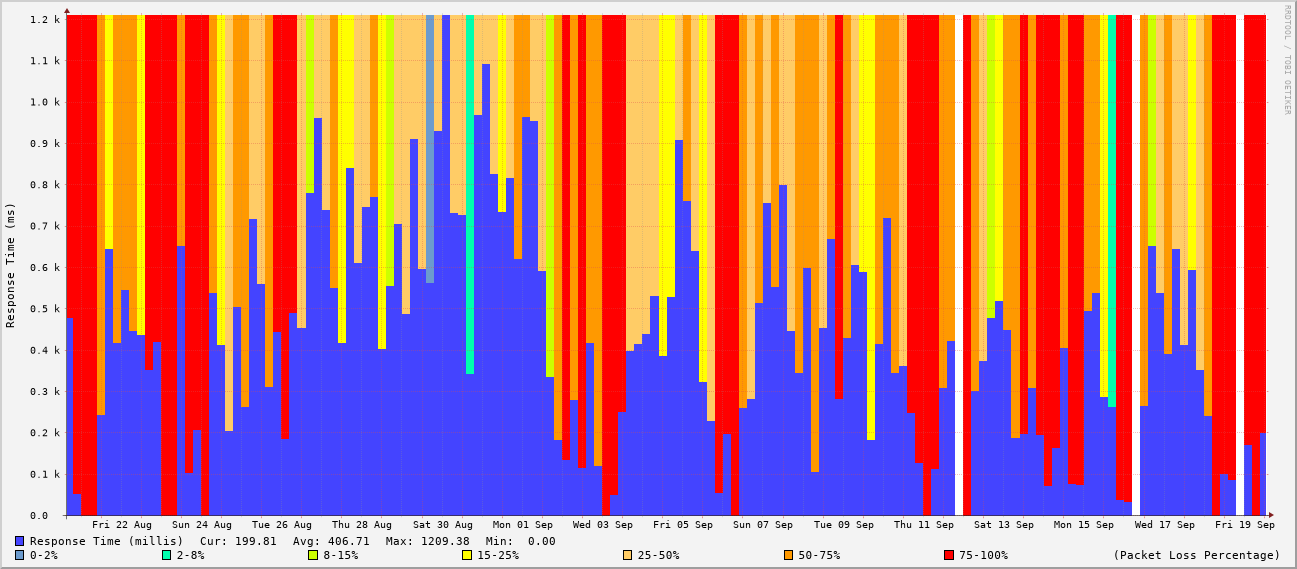 RRDTOOL / TOBI OETIKER
Response Time (ms)
1.2 k
1.1 k
1.0 k
0.9 k
0.8 k
0.7 k
0.6 k
0.5 k
0.4 k
0.3 k
0.2 k
0.1 k
0.0
Fri 22 Aug Sun 24 Aug Tue 26 Aug Thu 28 Aug Sat 30 Aug Mon 01 Sep Wed 03 Sep Fri 05 Sep Sun 07 Sep Tue 09 Sep Thu 11 Sep Sat 13 Sep Mon 15 Sep Wed 17 Sep Fri 19 Sep
Response Time (millis) Cur: 199.81 Avg: 406.71 Max: 1209.38 Min: 0.00
0-2% 2-8% 8-15% 15-25% 25-50% 50-75% 75-100% (Packet Loss Percentage)